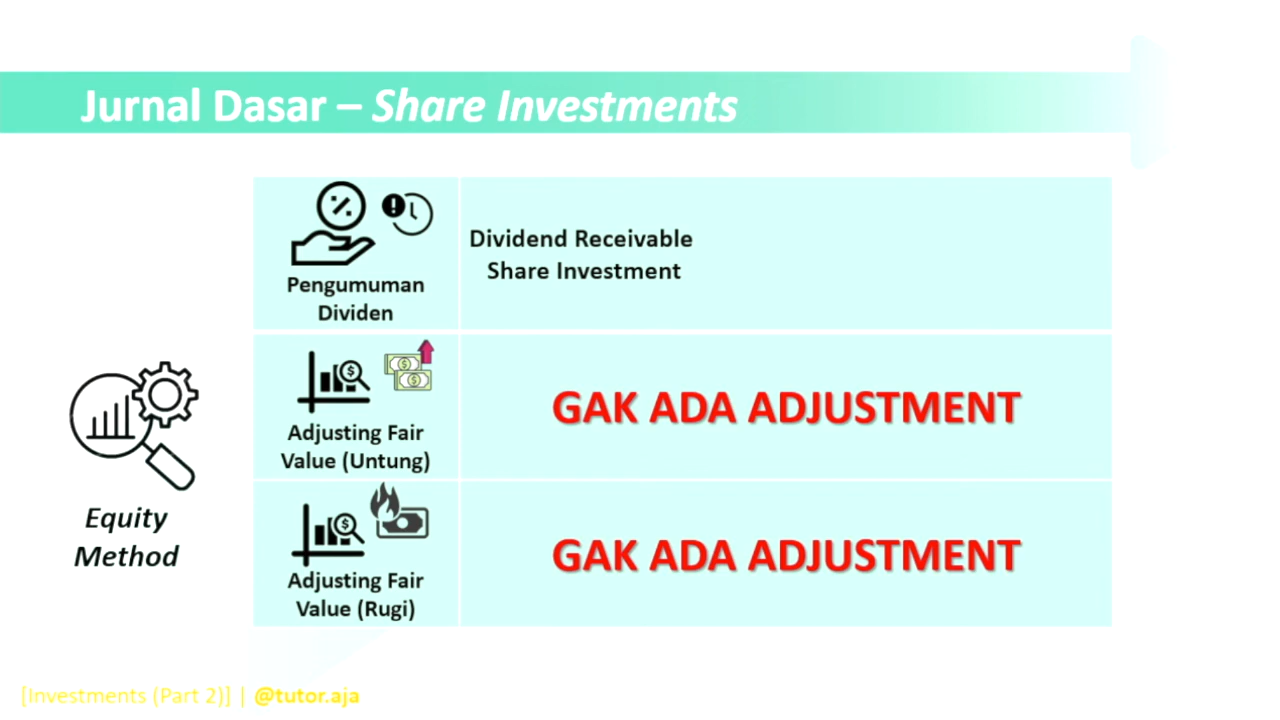 Jurnal Dasar – Share Investments
Pengumuman
Dividen
Dividend Receivable
Share Investment
Equity
Method
Adjusting Fair
Value (Untung)
GAK ADA ADJUSTMENT
Adjusting Fair
Value (Rugi)
GAK ADA ADJUSTMENT
[Investments (Part 2)] | @tutor.aja